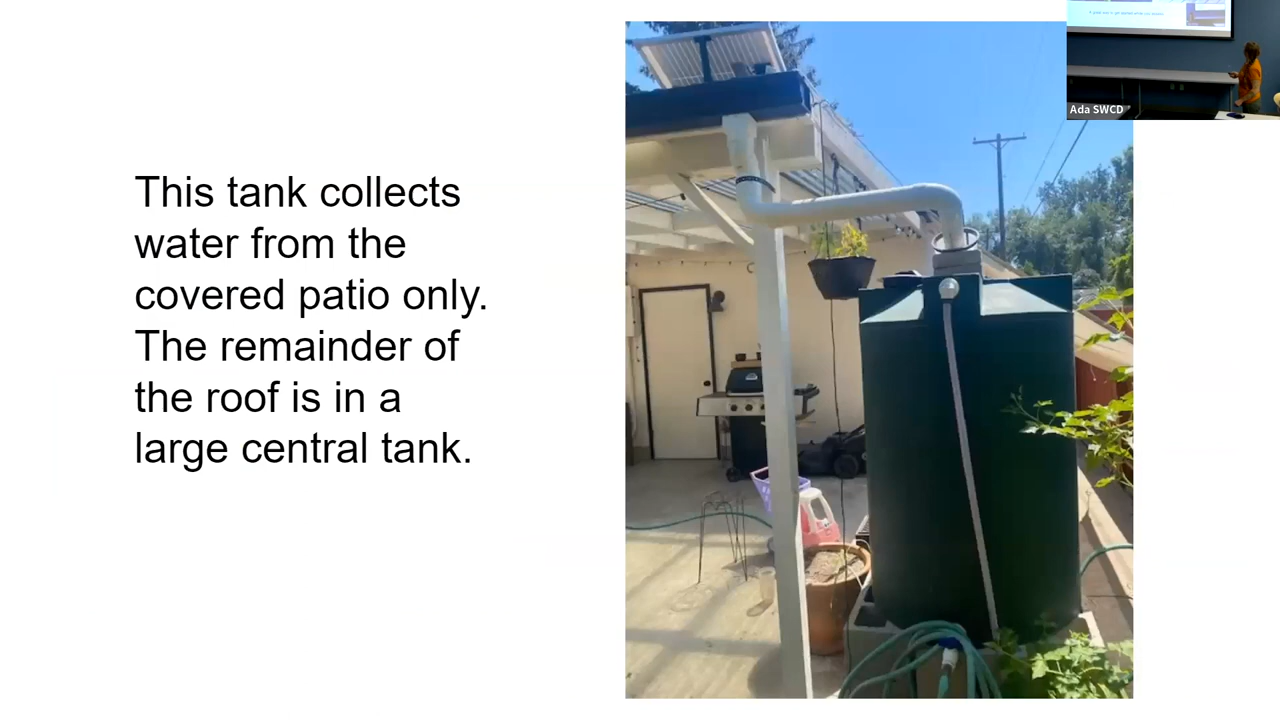 This tank collects
water from the
covered patio only.
The remainder of
the roof is in a
large central tank.
Ada SWCD